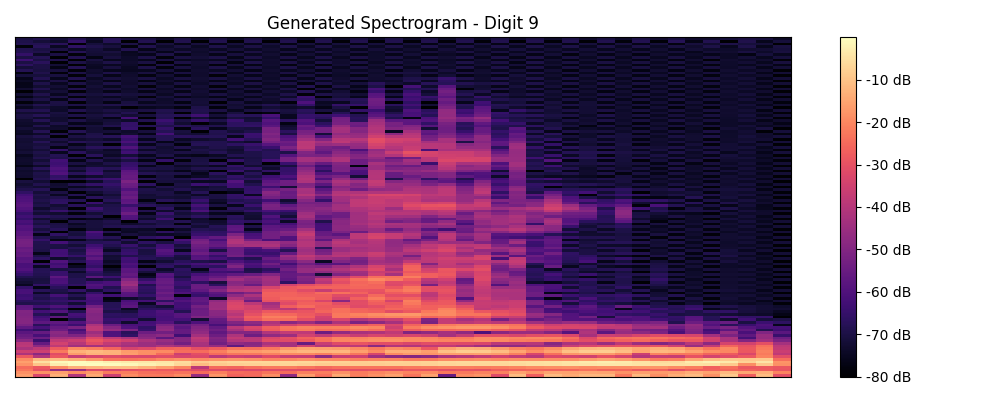 Generated Spectrogram - Digit 9
-10 dB
-20 dB
-30 dB
-40 dB
-50 dB
-60 dB
-70 dB
-80 dB